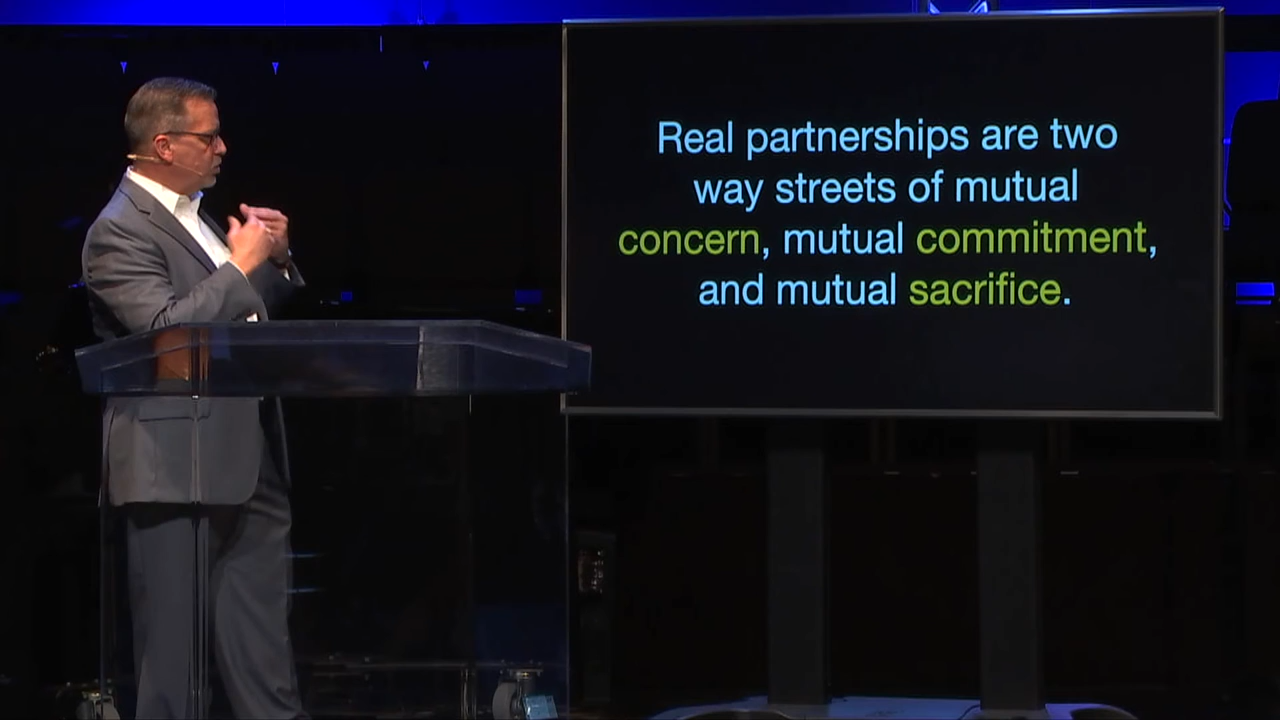 Real partnerships are two
way streets of mutual
concern, mutual commitment,
and mutual sacrifice.